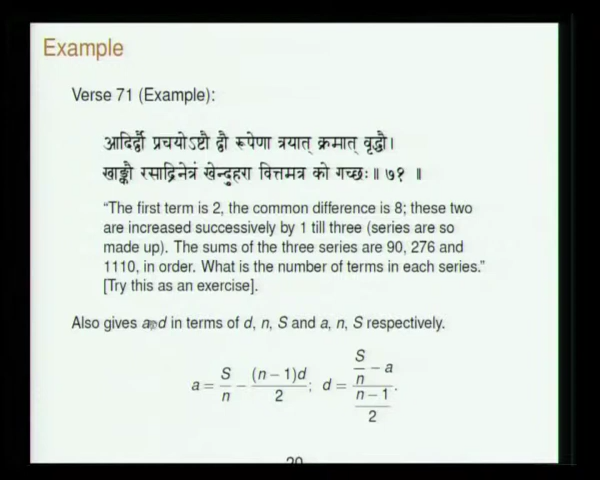 Example
Verse 71 (Example):
आदिर्द्वौ प्रचयोऽष्टौ द्वौ रूपेणा त्रयात् क्रमात् वृद्धौ।
खाङ्कौ रसाद्रिनेत्रं खेन्दुहरा वित्तमत्र को गच्छः॥ ७१ ॥
“The first term is 2, the common difference is 8; these two
are increased successively by 1 till three (series are so
made up). The sums of the three series are 90, 276 and
1110, in order. What is the number of terms in each series.”
[Try this as an exercise].
Also gives a, d in terms of d, n, S and a, n, S respectively.
a = S/n − (n − 1)d/2; d = (S/n − a)/((n − 1)/2).